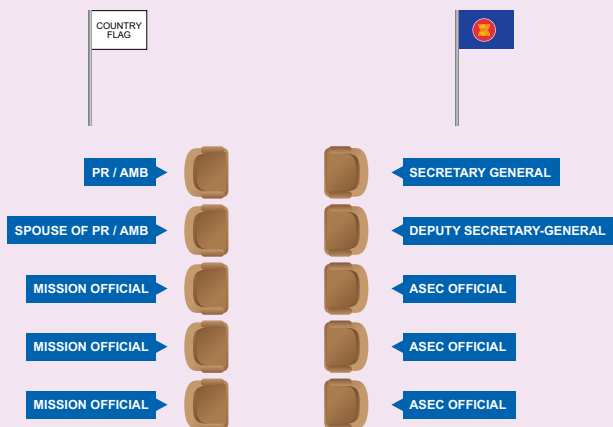 COUNTRY
FLAG
PR / AMB
SECRETARY GENERAL
SPOUSE OF PR / AMB
DEPUTY SECRETARY-GENERAL
MISSION OFFICIAL
ASEC OFFICIAL
MISSION OFFICIAL
ASEC OFFICIAL
MISSION OFFICIAL
ASEC OFFICIAL